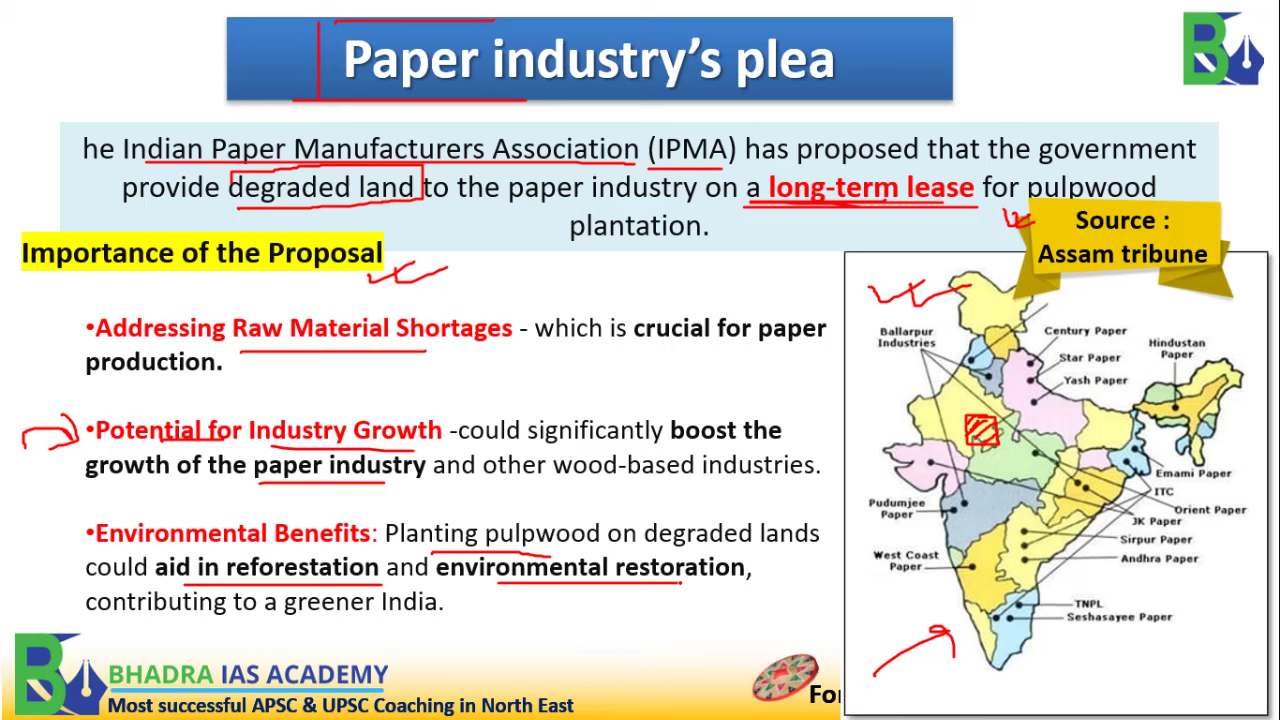 Paper industry's plea
he Indian Paper Manufacturers Association (IPMA) has proposed that the government
provide degraded land to the paper industry on a long-term lease for pulpwood
plantation.
Source :
Assam tribune
Importance of the Proposal
•Addressing Raw Material Shortages - which is crucial for paper
production.
•Potential for Industry Growth -could significantly boost the
growth of the paper industry and other wood-based industries.
•Environmental Benefits: Planting pulpwood on degraded lands
could aid in reforestation and environmental restoration,
contributing to a greener India.
Ballarpur
Industries
Century Paper
Star Paper
Yash Paper
Hindustan
Paper
Emami Paper
ITC
Orient Paper
JK Paper
Sirpur Paper
Andhra Paper
Pudumjee
Paper
West Coast
Paper
TNPL
Seshasayee Paper
BHADRA IAS ACADEMY
Most successful APSC & UPSC Coaching in North East
For